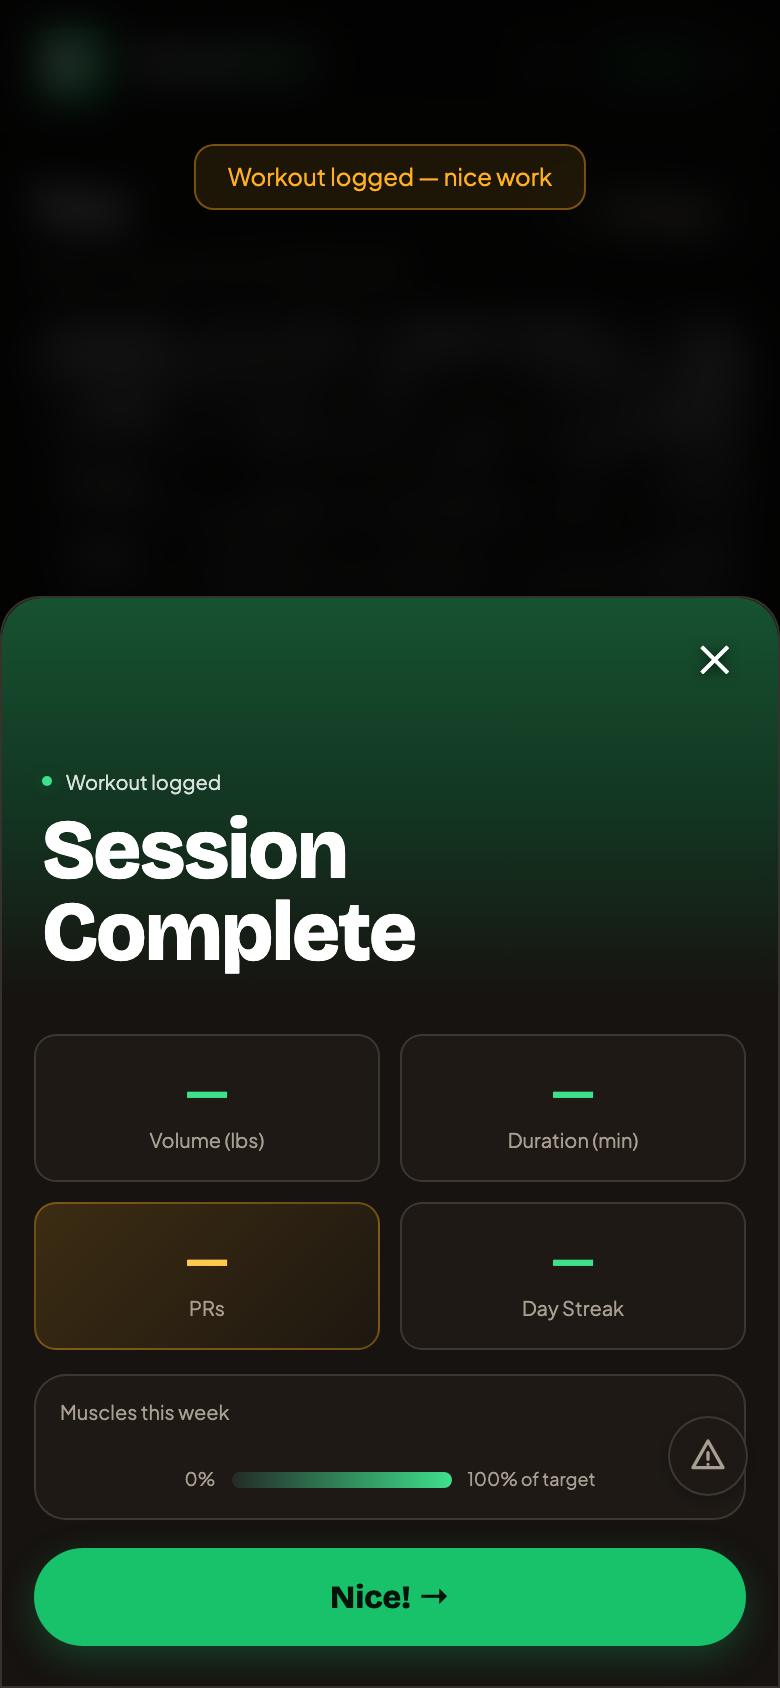 Workout logged — nice work
Workout logged
Session
Complete
—
Volume (lbs)
—
Duration (min)
—
PRs
—
Day Streak
Muscles this week
0%
100% of target
Nice! →